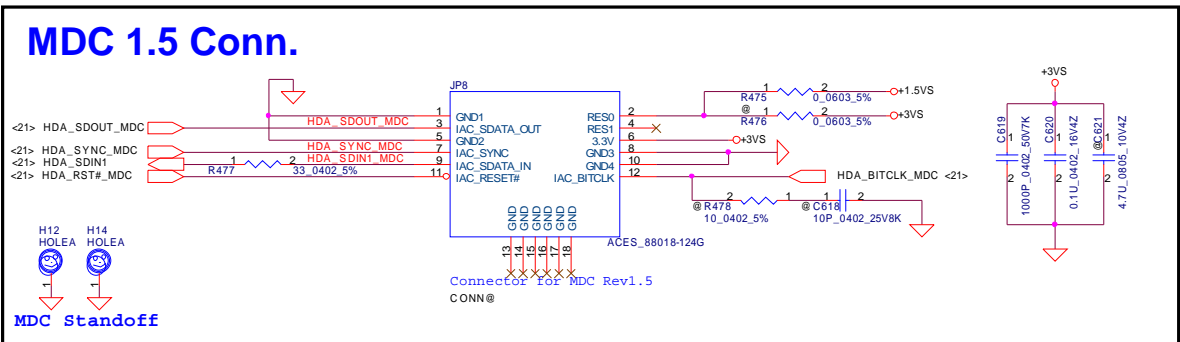 MDC 1.5 Conn.
JP8
1 GND1 RES0 2
3 IAC_SDATA_OUT RES1 4
5 GND2 3.3V 6
7 IAC_SYNC GND3 8
9 IAC_SDATA_IN GND4 10
11 IAC_RESET# IAC_BITCLK 12
<21> HDA_SDOUT_MDC HDA_SDOUT_MDC
<21> HDA_SYNC_MDC HDA_SYNC_MDC
<21> HDA_SDIN1 1 2 HDA_SDIN1_MDC
R477 33_0402_5%
<21> HDA_RST#_MDC
1 2 +1.5VS
R475 0_0603_5%
@ 1 2 +3VS
R476 0_0603_5%
+3VS
HDA_BITCLK_MDC <21>
2 1 1 2
@ R478 @ C618
10_0402_5% 10P_0402_25V8K
GND GND GND GND GND GND
13 14 15 16 17 18
ACES_88018-124G
Connector for MDC Rev1.5
CONN@
+3VS
C619 1 2
1000P_0402_50V7K
C620 1 2
0.1U_0402_16V4Z
@C621 1 2
4.7U_0805_10V4Z
H12 H14
HOLEA HOLEA
1 1
MDC Standoff